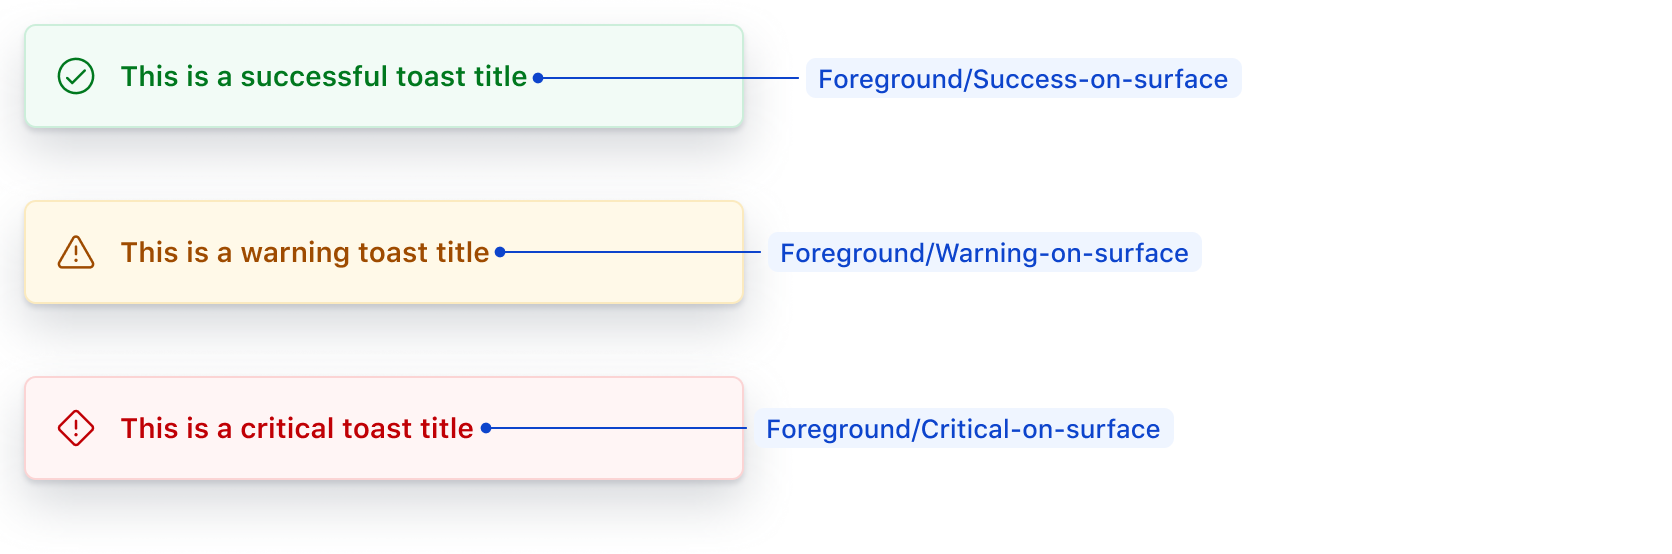 This is a successful toast title
Foreground/Success-on-surface
This is a warning toast title
Foreground/Warning-on-surface
This is a critical toast title
Foreground/Critical-on-surface